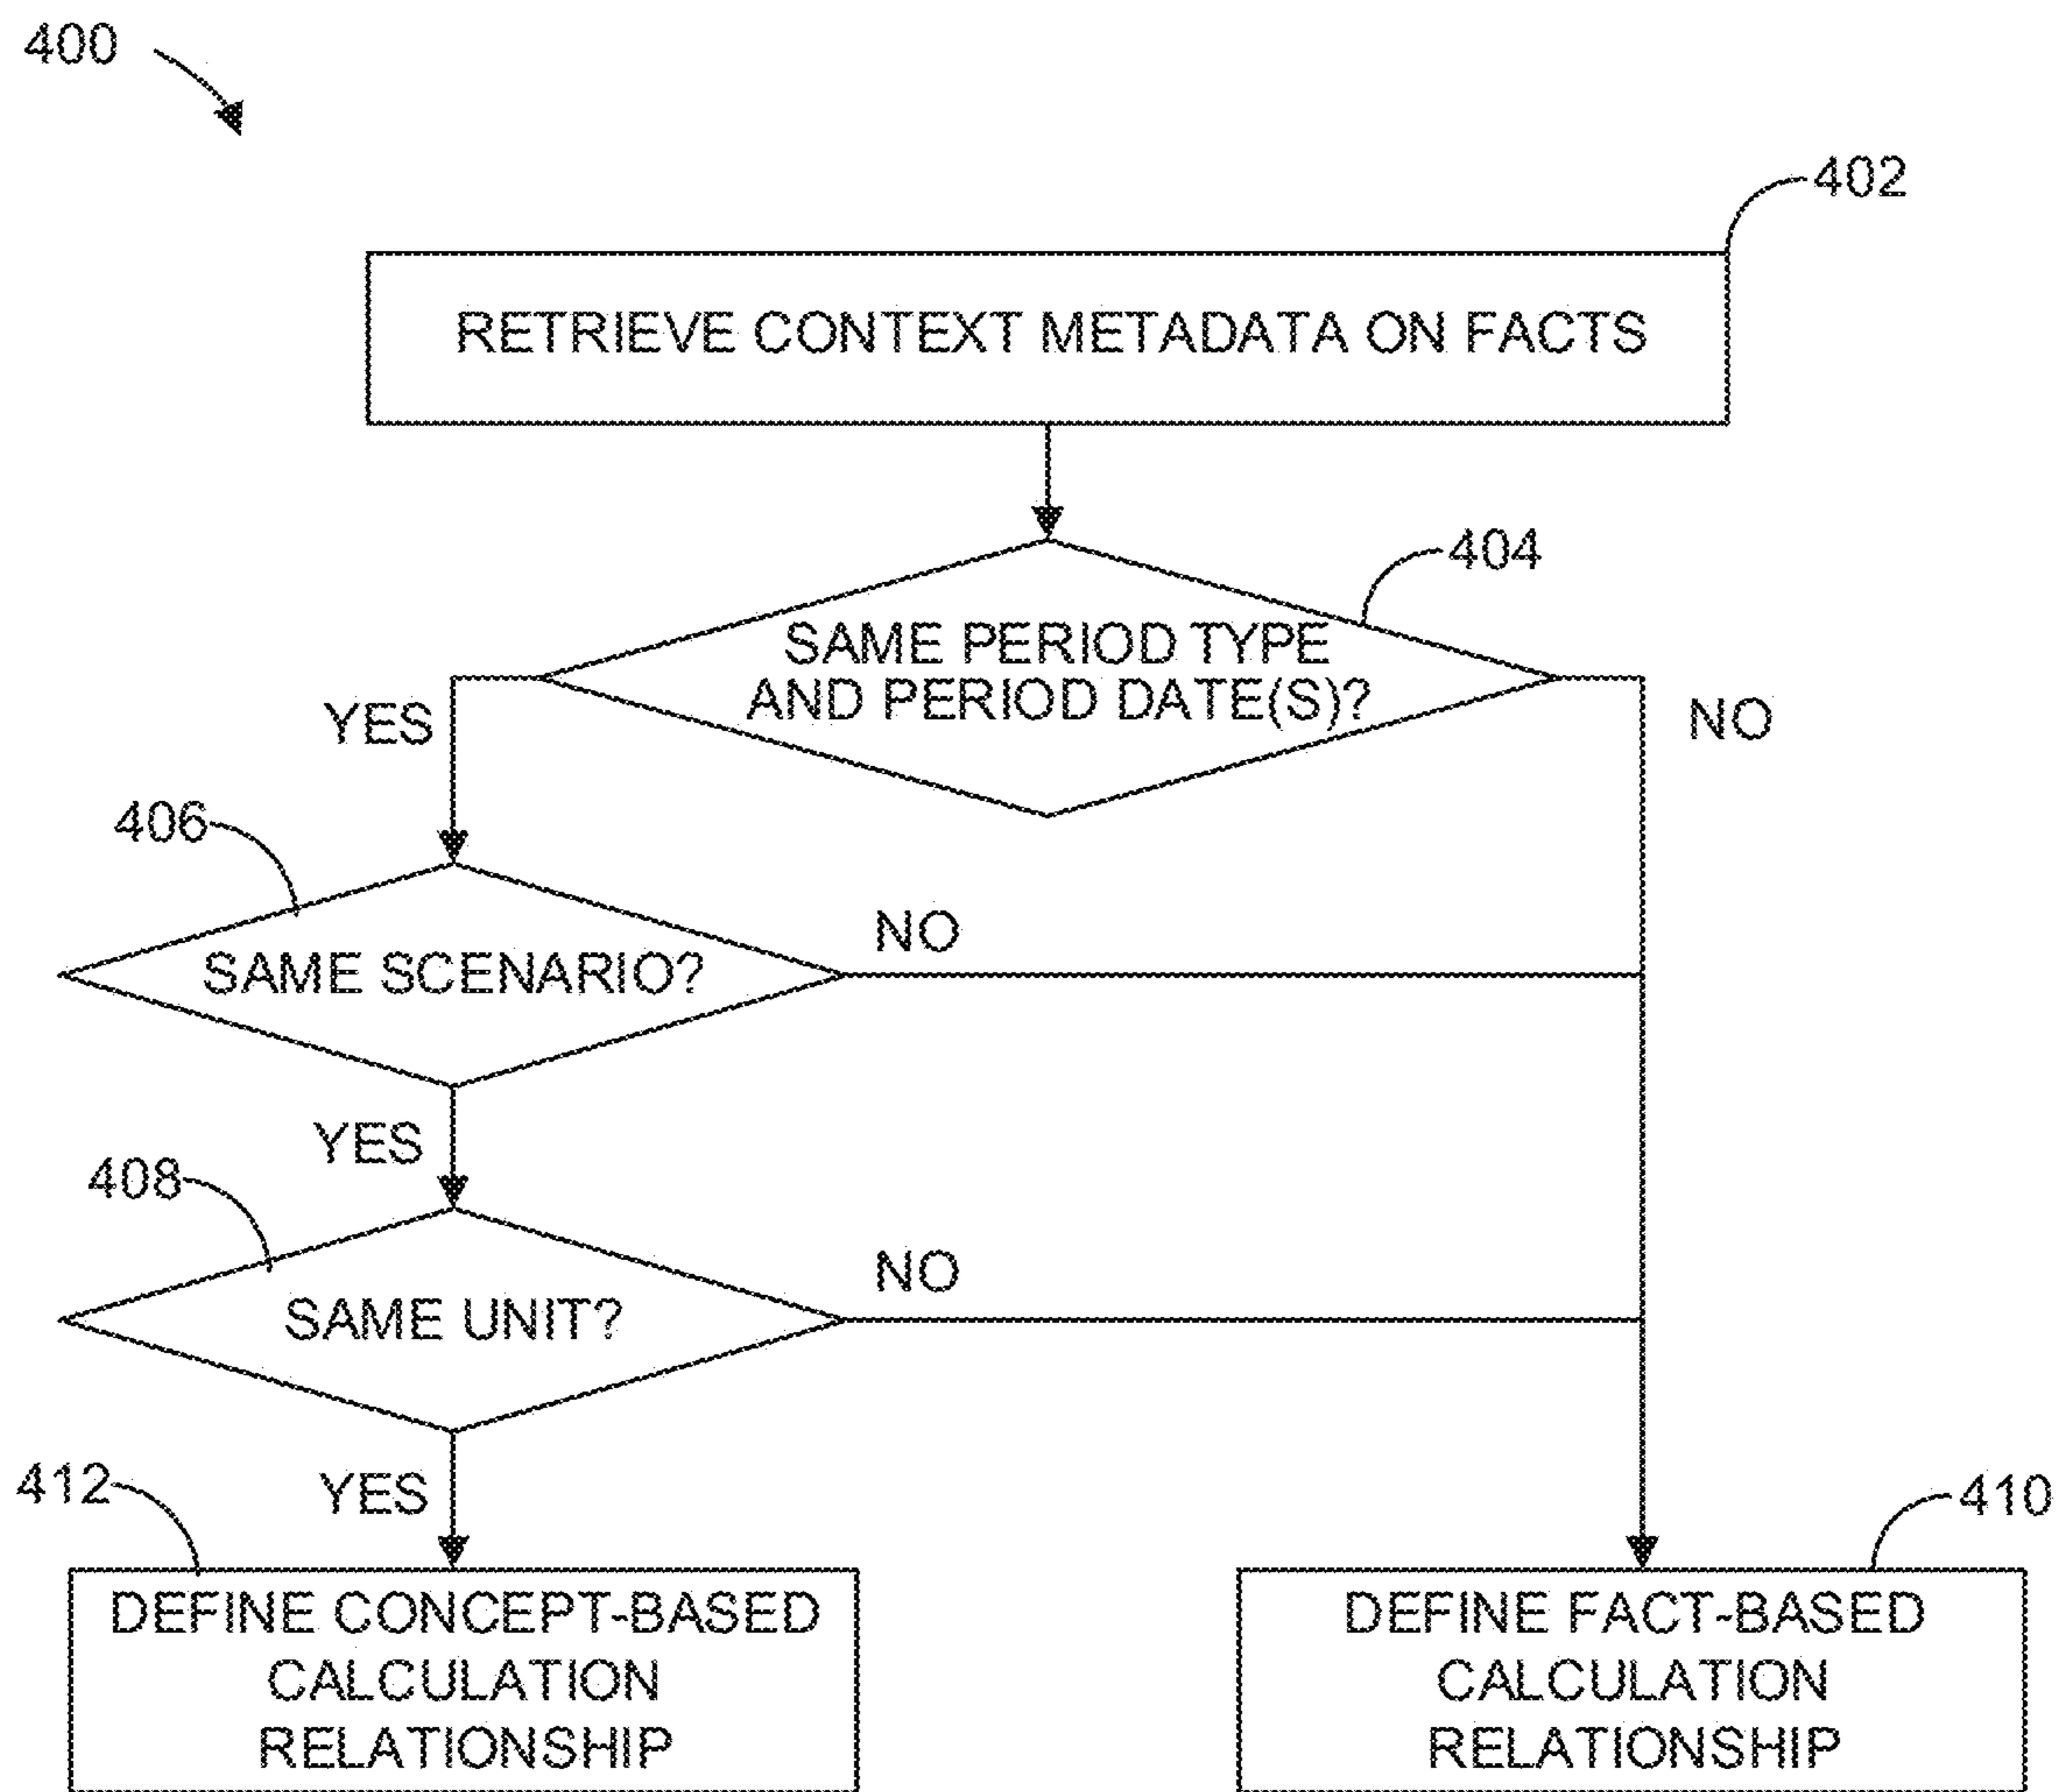 400
402
RETRIEVE CONTEXT METADATA ON FACTS
404
SAME PERIOD TYPE
AND PERIOD DATE(S)?
YES
NO
406
SAME SCENARIO?
NO
YES
408
SAME UNIT?
NO
YES
412
410
DEFINE CONCEPT-BASED
CALCULATION
RELATIONSHIP
DEFINE FACT-BASED
CALCULATION
RELATIONSHIP